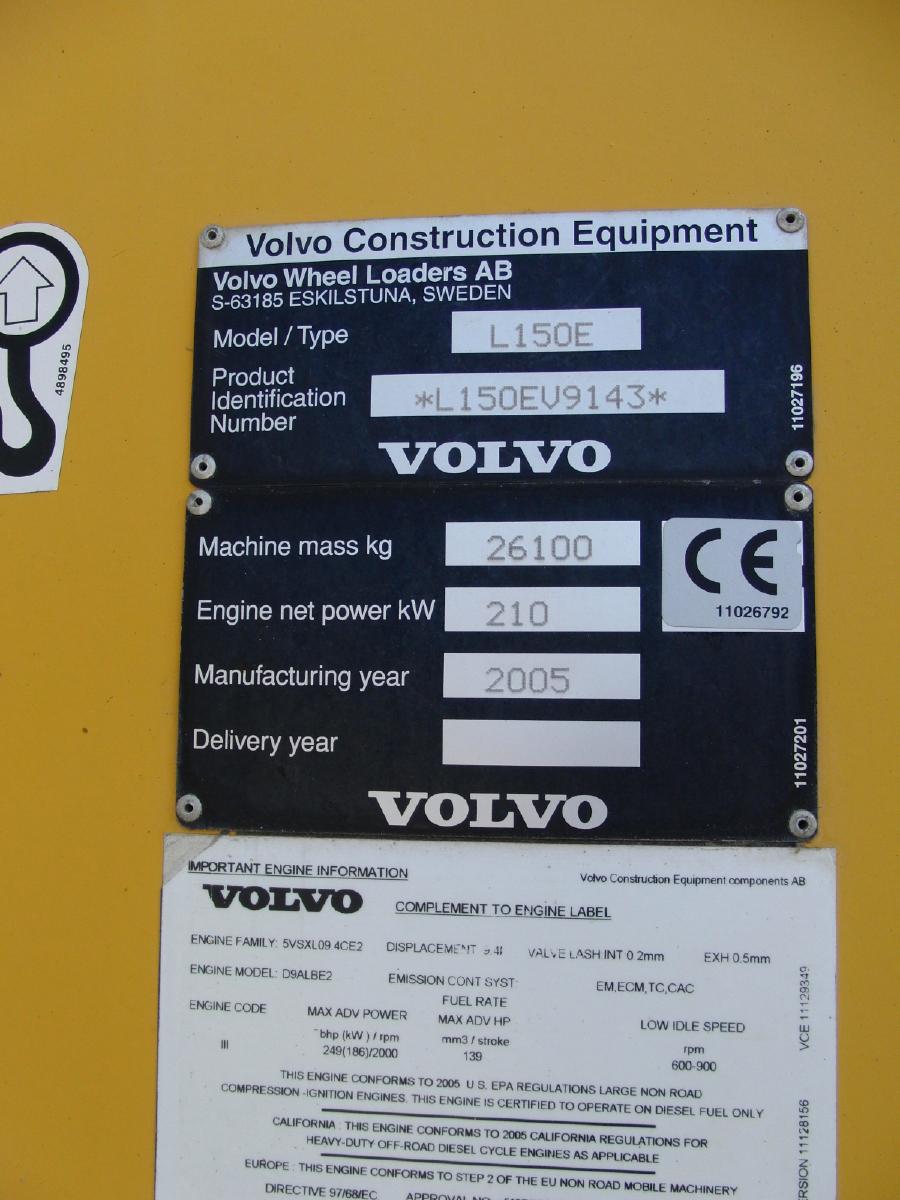 4898495
Volvo Construction Equipment
Volvo Wheel Loaders AB
S-63185 ESKILSTUNA, SWEDEN
Model / Type L150E
Product
Identification
Number
*L150EV9143*
11027196
VOLVO
Machine mass kg 26100
CE
11026792
Engine net power kW 210
Manufacturing year 2005
Delivery year
11027201
VOLVO
IMPORTANT ENGINE INFORMATION
Volvo Construction Equipment components AB
VOLVO
COMPLEMENT TO ENGINE LABEL
ENGINE FAMILY: 5VSXL09.4CE2 DISPLACEMENT 9.4l VALVE LASH INT 0.2mm EXH 0.5mm
ENGINE MODEL: D9ALBE2 EMISSION CONT SYST EM,ECM,TC,CAC
ENGINE CODE MAX ADV POWER FUEL RATE LOW IDLE SPEED
MAX ADV HP
bhp (kW) / rpm mm3 / stroke rpm
III 249(186)/2000 139 600-900
VCE 11129349
THIS ENGINE CONFORMS TO 2005 U.S. EPA REGULATIONS LARGE NON ROAD
COMPRESSION -IGNITION ENGINES. THIS ENGINE IS CERTIFIED TO OPERATE ON DIESEL FUEL ONLY
CALIFORNIA : THIS ENGINE CONFORMS TO 2005 CALIFORNIA REGULATIONS FOR
HEAVY-DUTY OFF-ROAD DIESEL CYCLE ENGINES AS APPLICABLE
EUROPE : THIS ENGINE CONFORMS TO STEP 2 OF THE EU NON ROAD MOBILE MACHINERY
DIRECTIVE 97/68/EC. APPROVAL NO
11128156